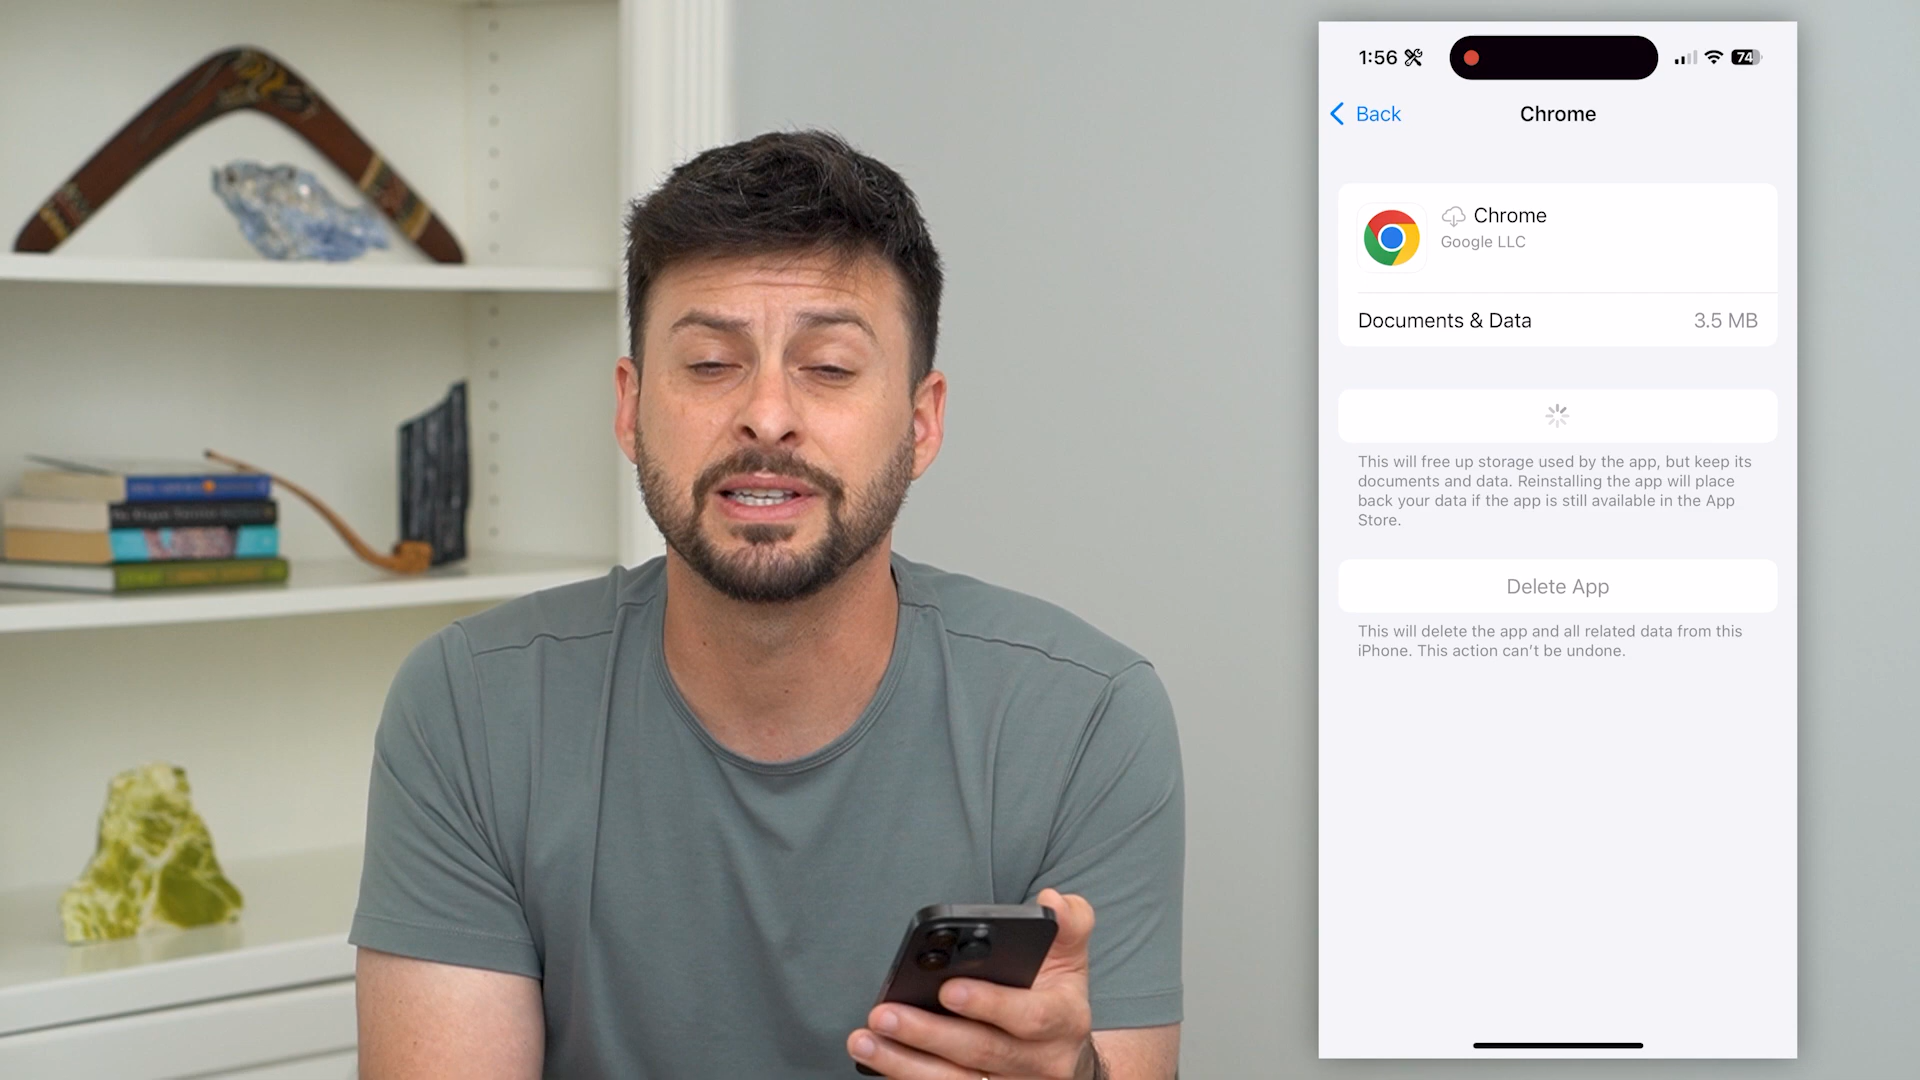 1:56
74
Back
Chrome
Chrome
Google LLC
Documents & Data
3.5 MB
This will free up storage used by the app, but keep its
documents and data. Reinstalling the app will place
back your data if the app is still available in the App
Store.
Delete App
This will delete the app and all related data from this
iPhone. This action can’t be undone.